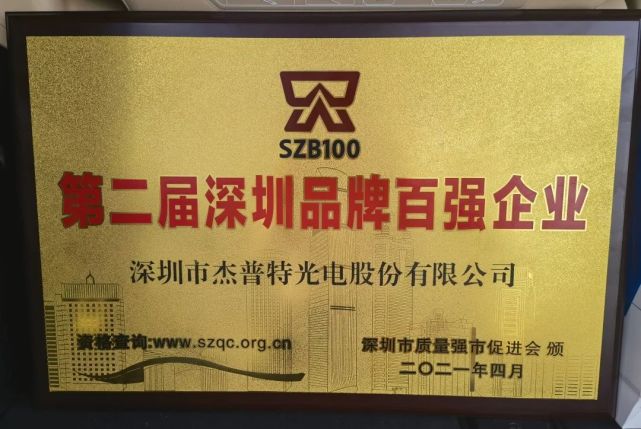 SZB100
第二届深圳品牌百强企业
深圳市杰普特光电股份有限公司
资格查询:www.szqc.org.cn
深圳市质量强市促进会 颁
二〇二一年四月